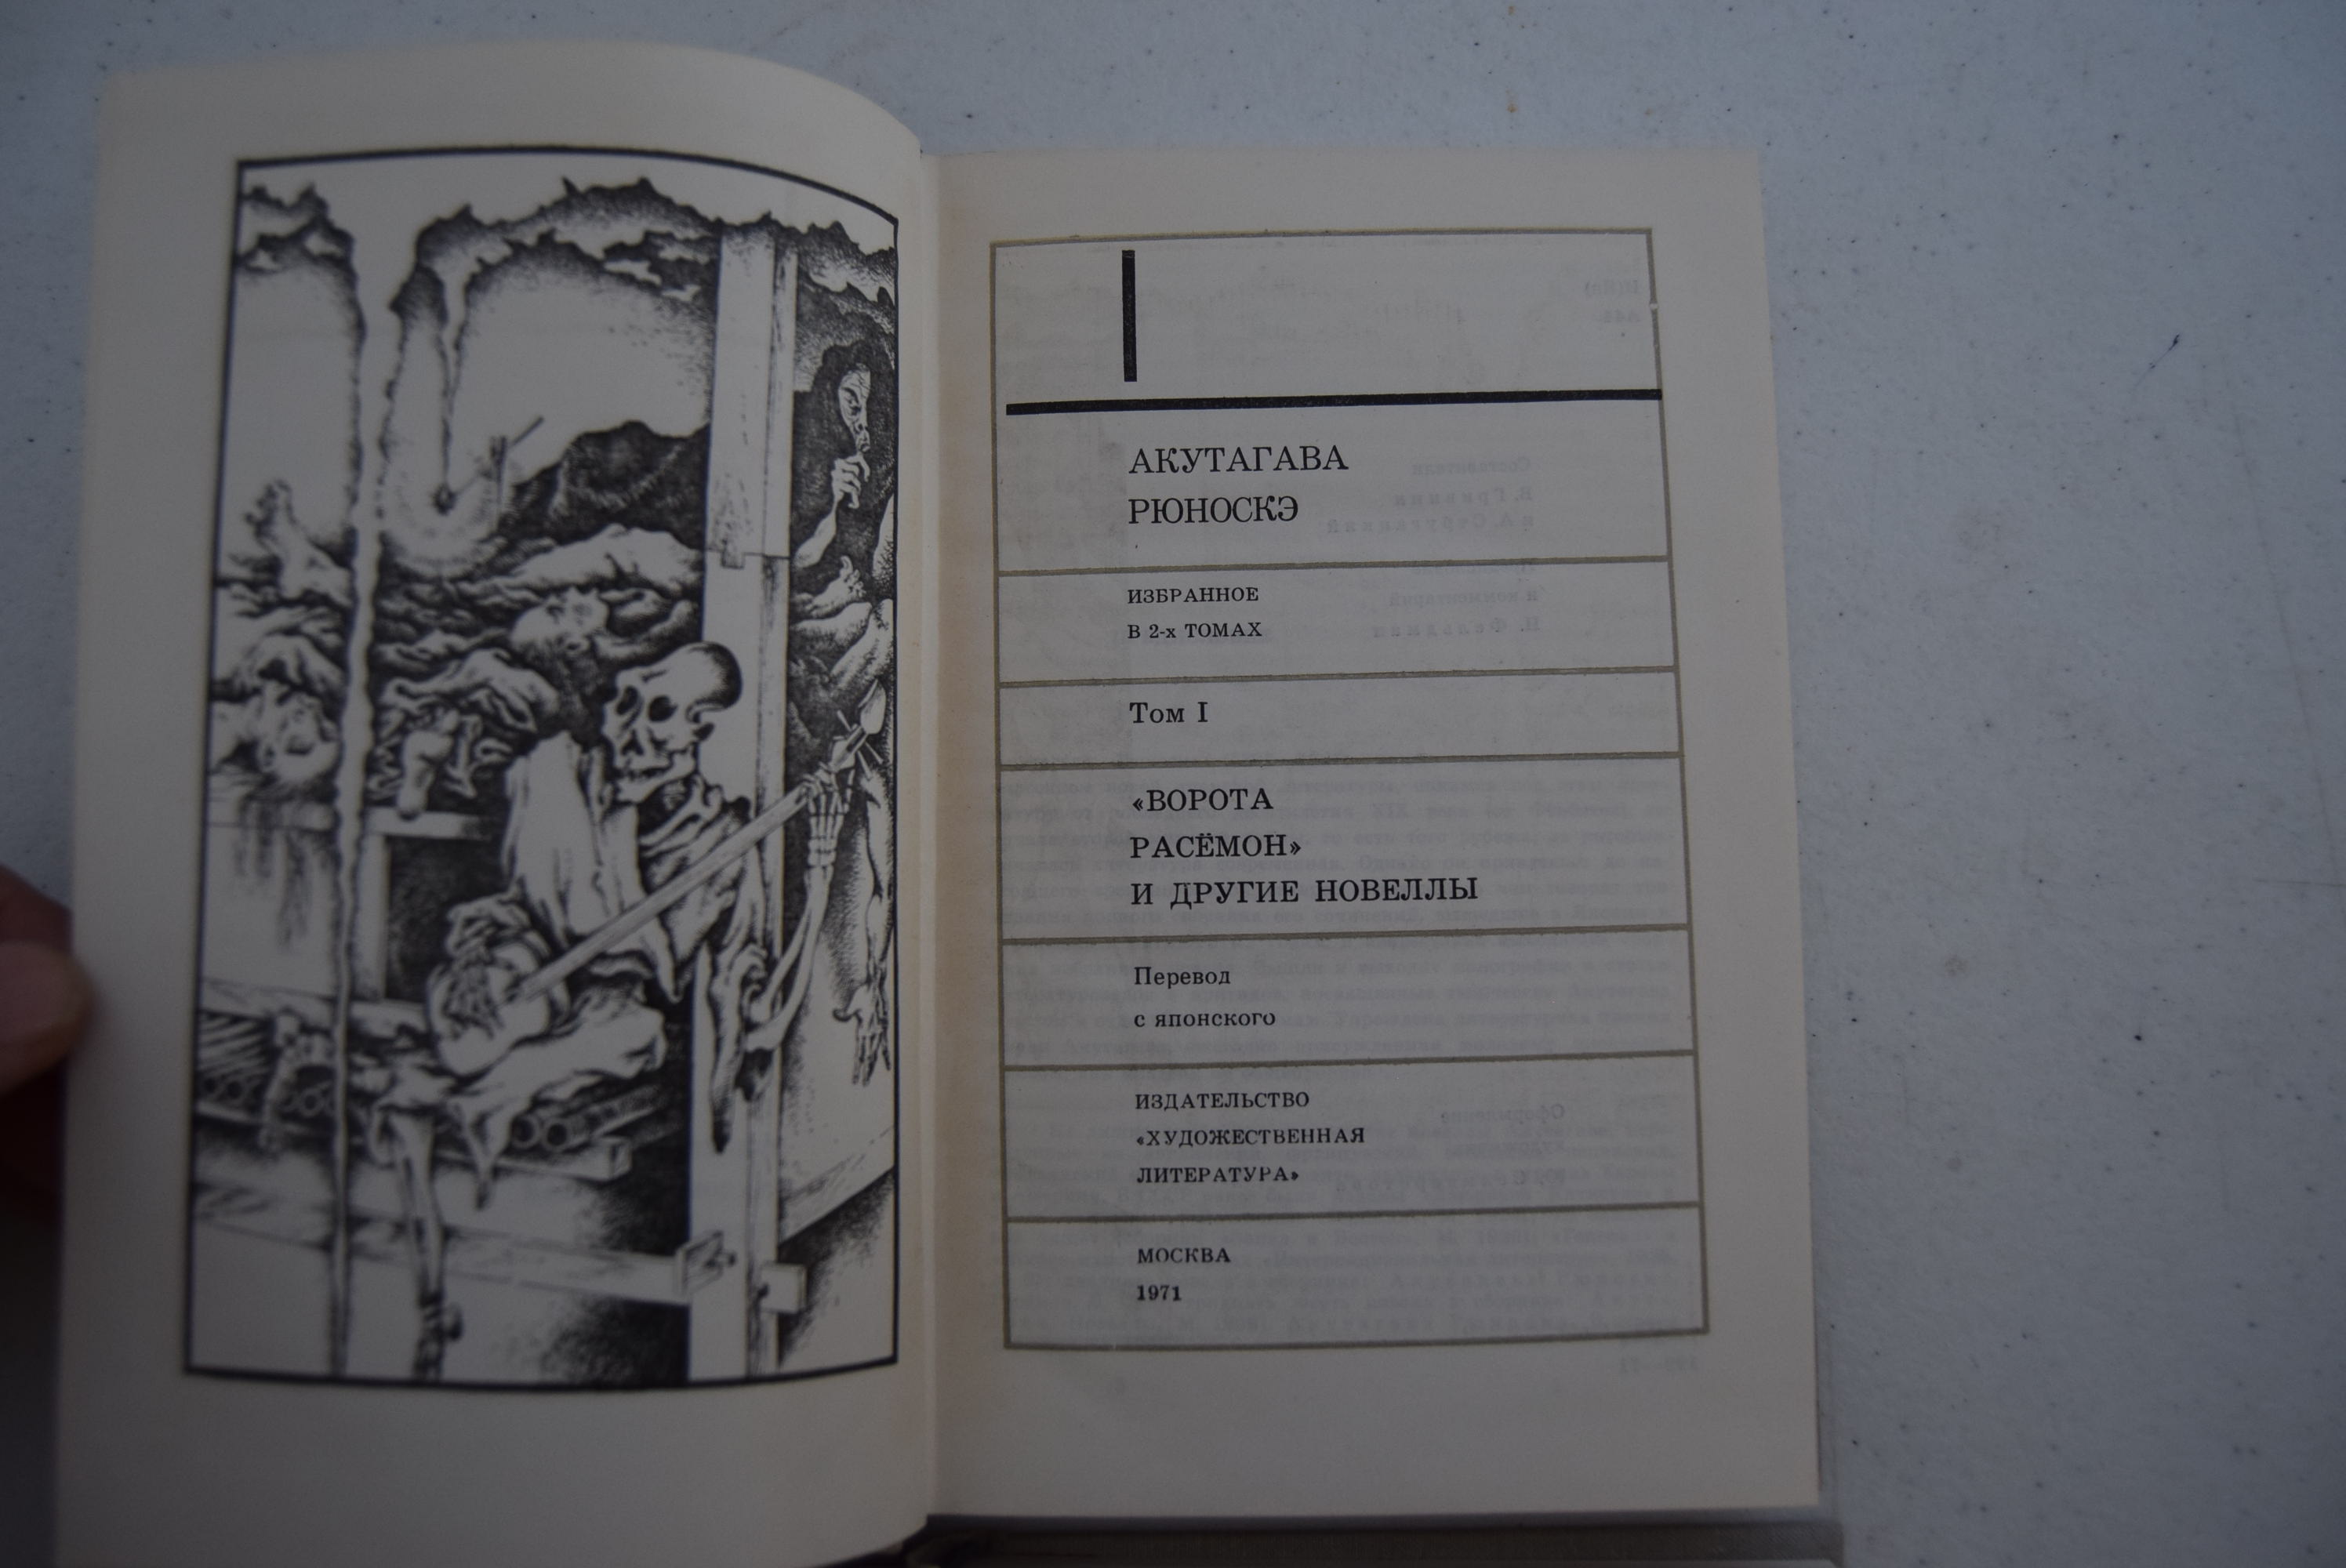 АКУТАГАВА
РЮНОСКЭ
ИЗБРАННОЕ
В 2-х ТОМАХ
Том I
«ВОРОТА
РАСЁМОН»
И ДРУГИЕ НОВЕЛЛЫ
Перевод
с японского
ИЗДАТЕЛЬСТВО
«ХУДОЖЕСТВЕННАЯ
ЛИТЕРАТУРА»
МОСКВА
1971